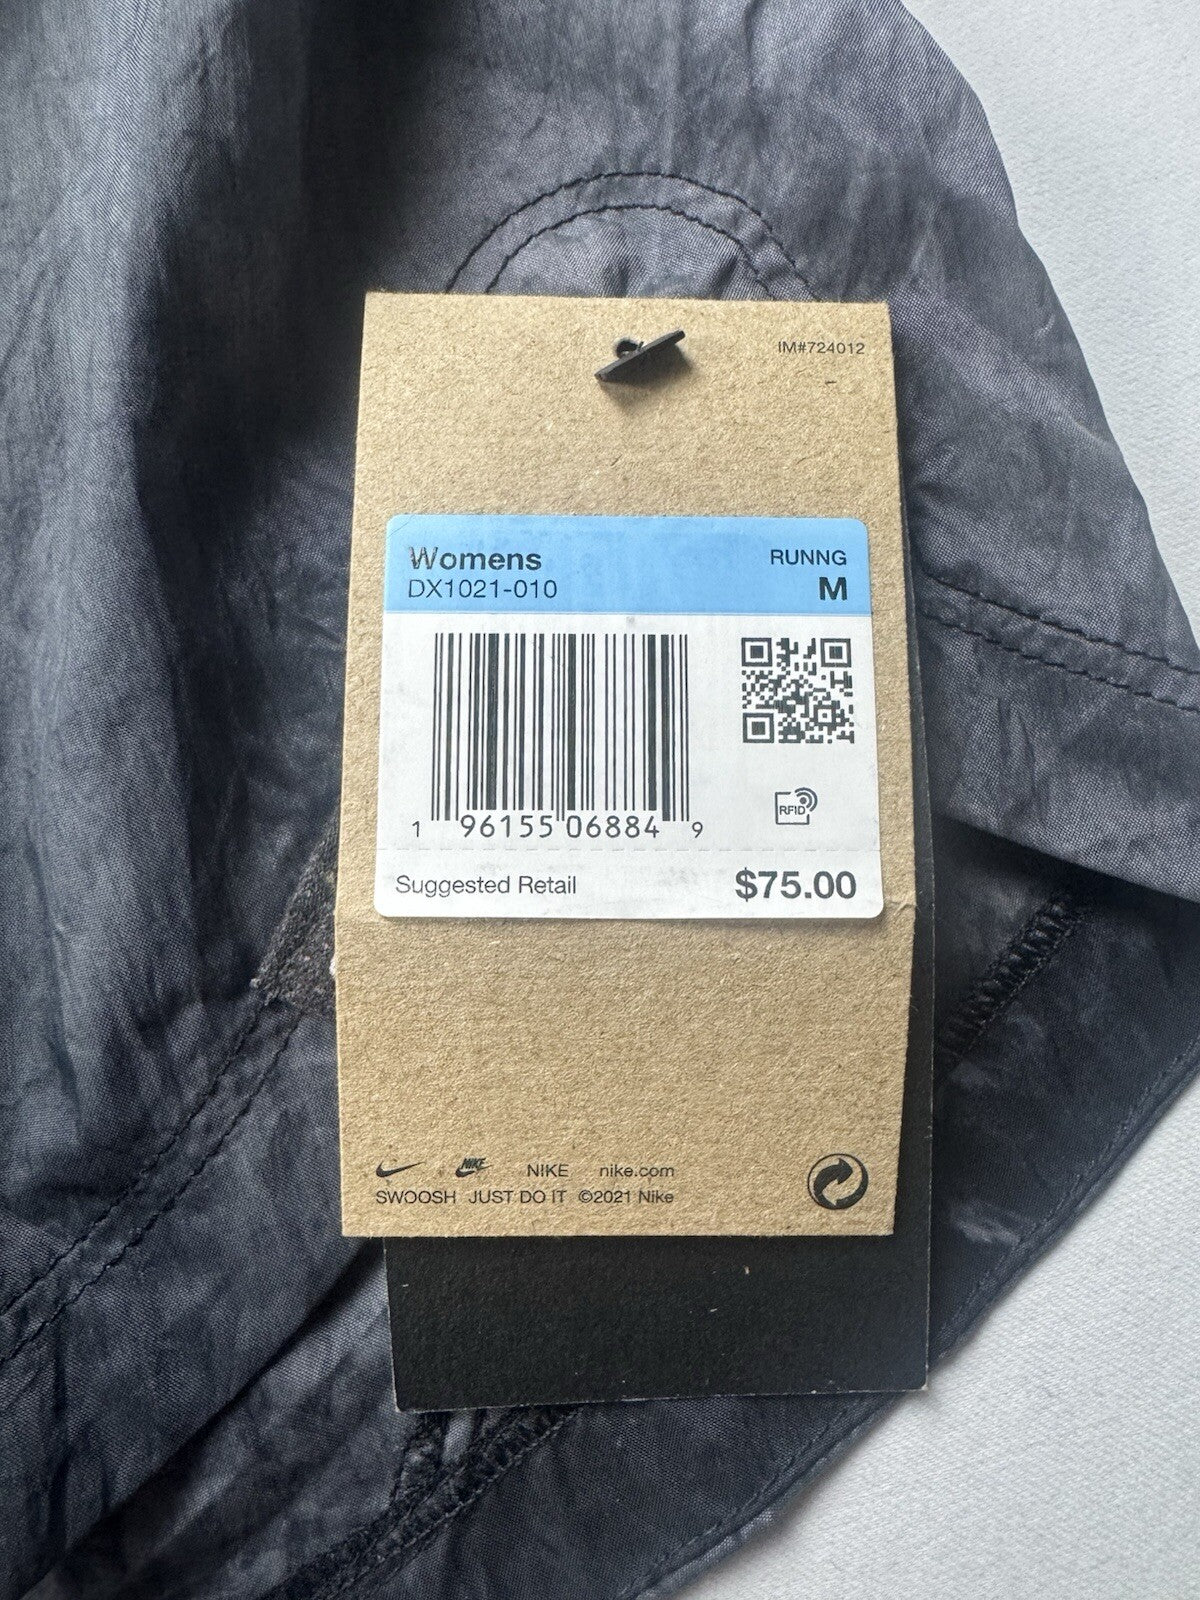 IM#724012
Womens RUNNG
DX1021-010 M
1 96155 06884 9
RFID
Suggested Retail $75.00
NIKE NIKE nike.com
SWOOSH JUST DO IT ©2021 Nike